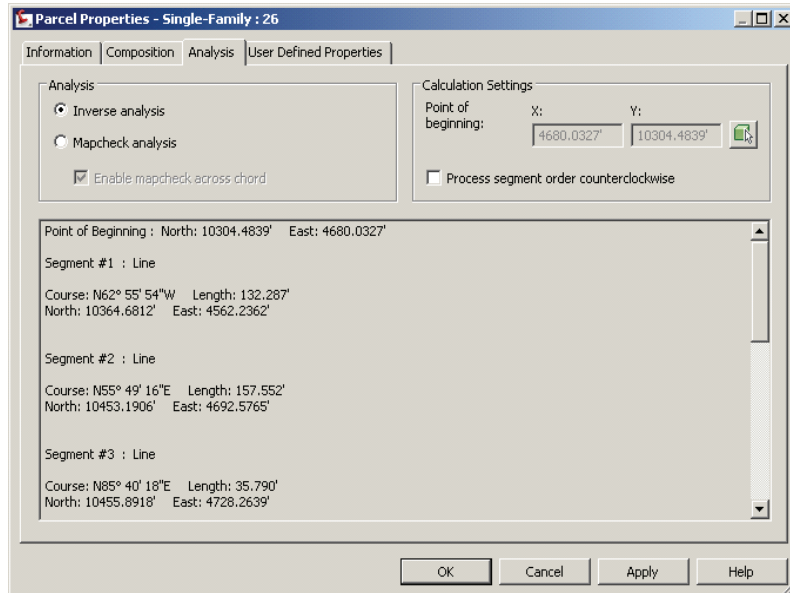 Parcel Properties - Single-Family : 26
Information Composition Analysis User Defined Properties
Analysis
Inverse analysis
Mapcheck analysis
Enable mapcheck across chord
Calculation Settings
Point of beginning:
X: Y:
4680.0327' 10304.4839'
Process segment order counterclockwise
Point of Beginning : North: 10304.4839' East: 4680.0327'
Segment #1 : Line
Course: N62° 55' 54"W Length: 132.287'
North: 10364.6812' East: 4562.2362'
Segment #2 : Line
Course: N55° 49' 16"E Length: 157.552'
North: 10453.1906' East: 4692.5765'
Segment #3 : Line
Course: N85° 40' 18"E Length: 35.790'
North: 10455.8918' East: 4728.2639'
OK Cancel Apply Help